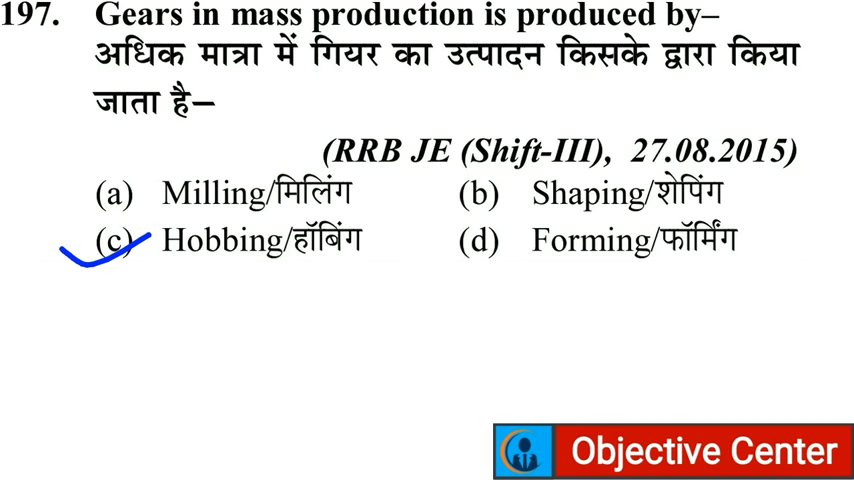 197. Gears in mass production is produced by–
अधिक मात्रा में गियर का उत्पादन किसके द्वारा किया
जाता है–
(RRB JE (Shift-III), 27.08.2015)
(a) Milling/मिलिंग (b) Shaping/शेपिंग
(c) Hobbing/हॉबिंग (d) Forming/फॉर्मिंग
Objective Center